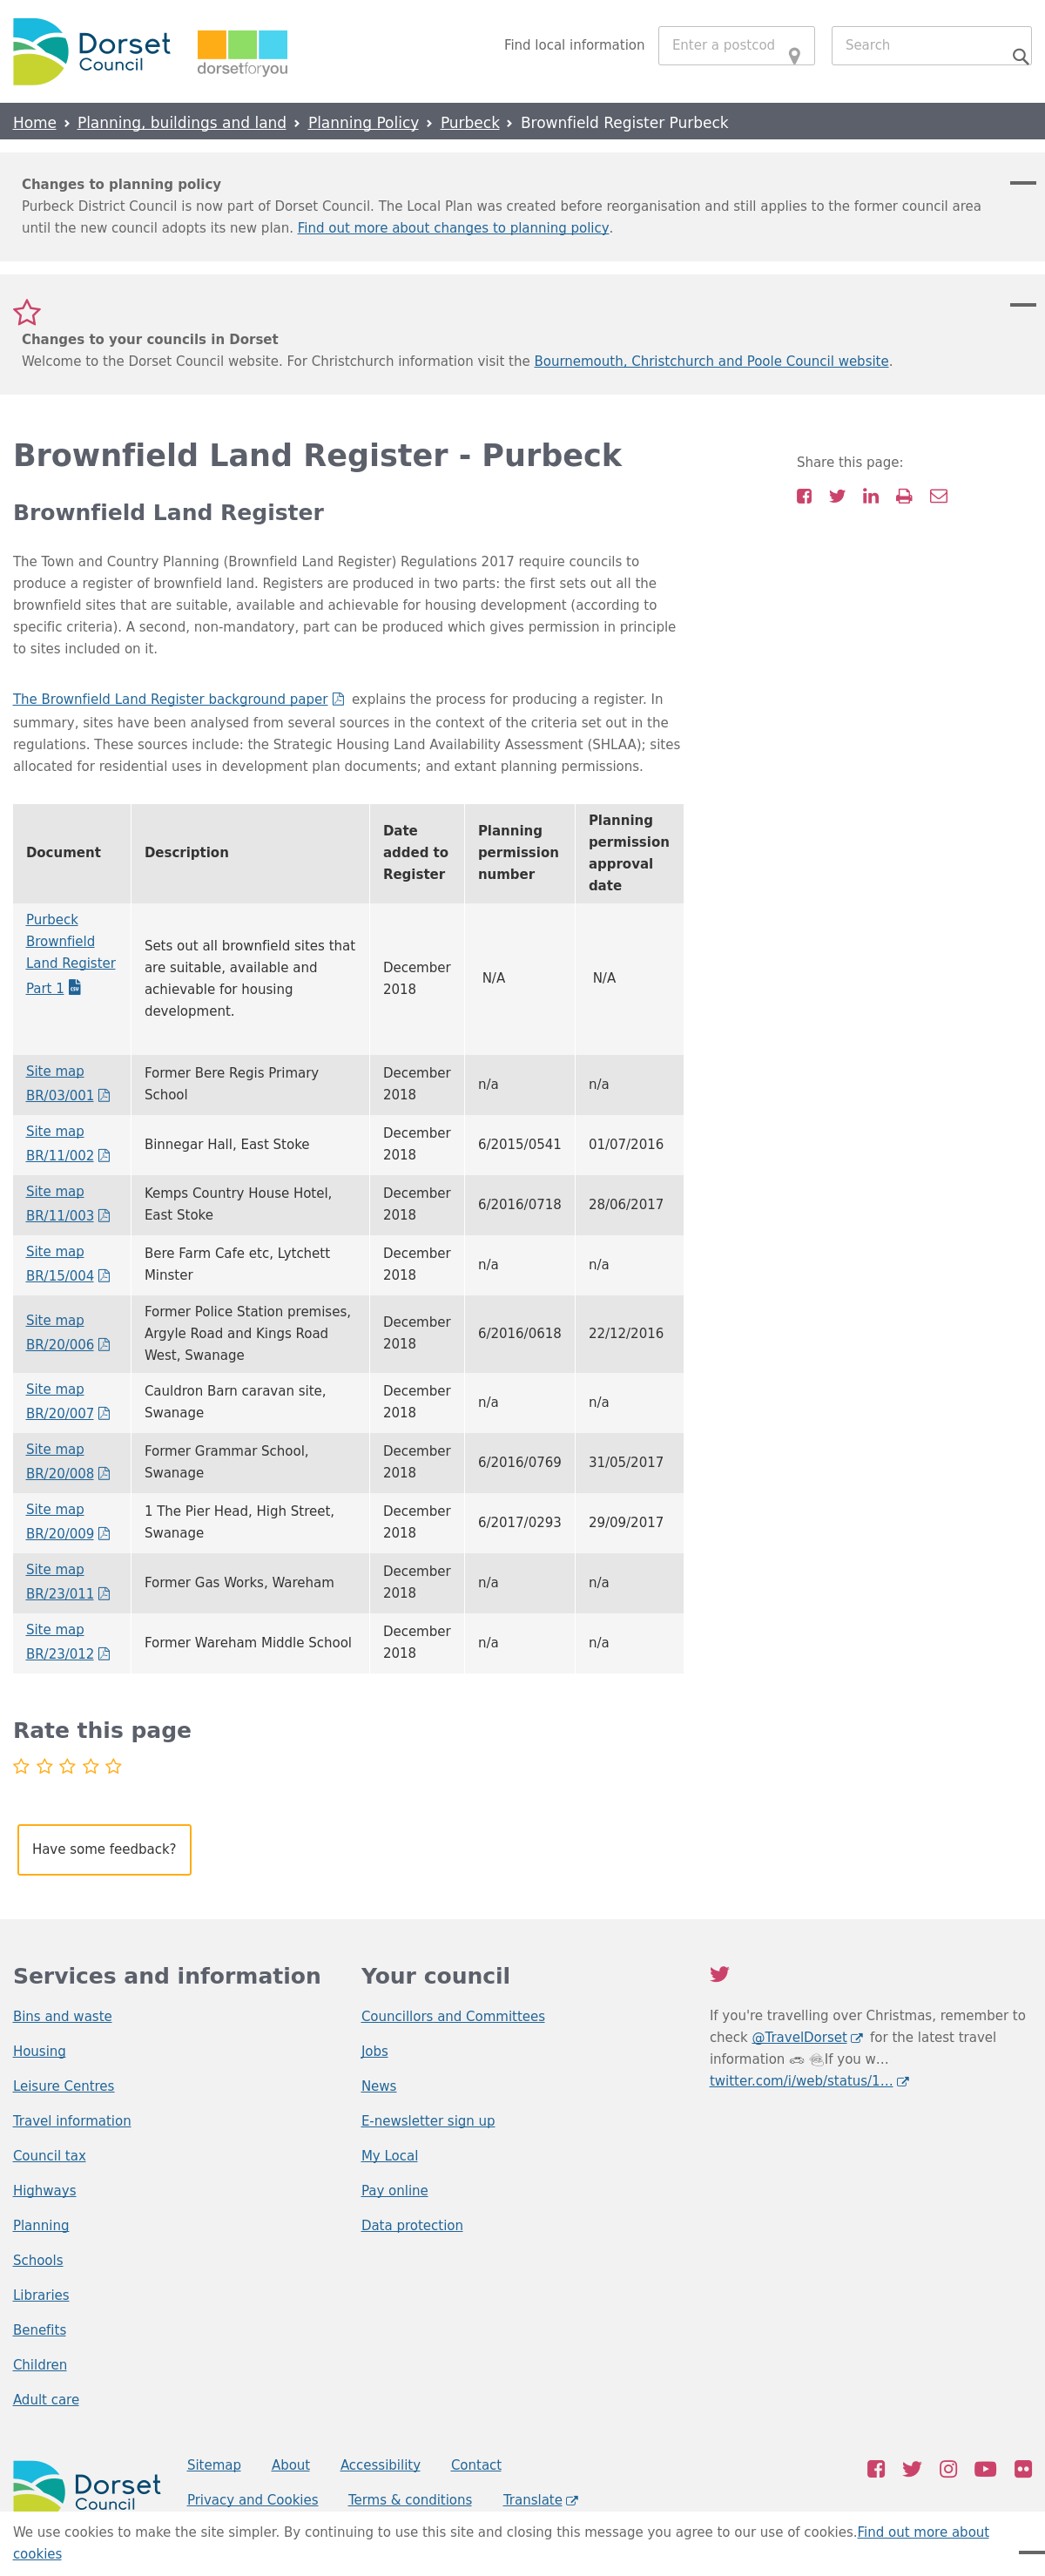 Dorset
Council
dorsetforyou
Find local information
Enter a postcod
Search
Home › Planning, buildings and land › Planning Policy › Purbeck › Brownfield Register Purbeck
Changes to planning policy
Purbeck District Council is now part of Dorset Council. The Local Plan was created before reorganisation and still applies to the former council area
until the new council adopts its new plan. Find out more about changes to planning policy.
Changes to your councils in Dorset
Welcome to the Dorset Council website. For Christchurch information visit the Bournemouth, Christchurch and Poole Council website.
Brownfield Land Register - Purbeck
Share this page:
Brownfield Land Register
The Town and Country Planning (Brownfield Land Register) Regulations 2017 require councils to
produce a register of brownfield land. Registers are produced in two parts: the first sets out all the
brownfield sites that are suitable, available and achievable for housing development (according to
specific criteria). A second, non-mandatory, part can be produced which gives permission in principle
to sites included on it.
The Brownfield Land Register background paper explains the process for producing a register. In
summary, sites have been analysed from several sources in the context of the criteria set out in the
regulations. These sources include: the Strategic Housing Land Availability Assessment (SHLAA); sites
allocated for residential uses in development plan documents; and extant planning permissions.
Document
Description
Date
added to
Register
Planning
permission
number
Planning
permission
approval
date
Purbeck
Brownfield
Land Register
Part 1
Sets out all brownfield sites that
are suitable, available and
achievable for housing
development.
December
2018
N/A
N/A
Site map
BR/03/001
Former Bere Regis Primary
School
December
2018
n/a
n/a
Site map
BR/11/002
Binnegar Hall, East Stoke
December
2018
6/2015/0541
01/07/2016
Site map
BR/11/003
Kemps Country House Hotel,
East Stoke
December
2018
6/2016/0718
28/06/2017
Site map
BR/15/004
Bere Farm Cafe etc, Lytchett
Minster
December
2018
n/a
n/a
Site map
BR/20/006
Former Police Station premises,
Argyle Road and Kings Road
West, Swanage
December
2018
6/2016/0618
22/12/2016
Site map
BR/20/007
Cauldron Barn caravan site,
Swanage
December
2018
n/a
n/a
Site map
BR/20/008
Former Grammar School,
Swanage
December
2018
6/2016/0769
31/05/2017
Site map
BR/20/009
1 The Pier Head, High Street,
Swanage
December
2018
6/2017/0293
29/09/2017
Site map
BR/23/011
Former Gas Works, Wareham
December
2018
n/a
n/a
Site map
BR/23/012
Former Wareham Middle School
December
2018
n/a
n/a
Rate this page
Have some feedback?
Services and information
Bins and waste
Housing
Leisure Centres
Travel information
Council tax
Highways
Planning
Schools
Libraries
Benefits
Children
Adult care
Your council
Councillors and Committees
Jobs
News
E-newsletter sign up
My Local
Pay online
Data protection
If you're travelling over Christmas, remember to
check @TravelDorset for the latest travel
information 🚗 🎅If you w…
twitter.com/i/web/status/1…
Dorset
Council
Sitemap About Accessibility Contact
Privacy and Cookies Terms & conditions Translate
We use cookies to make the site simpler. By continuing to use this site and closing this message you agree to our use of cookies.Find out more about
cookies